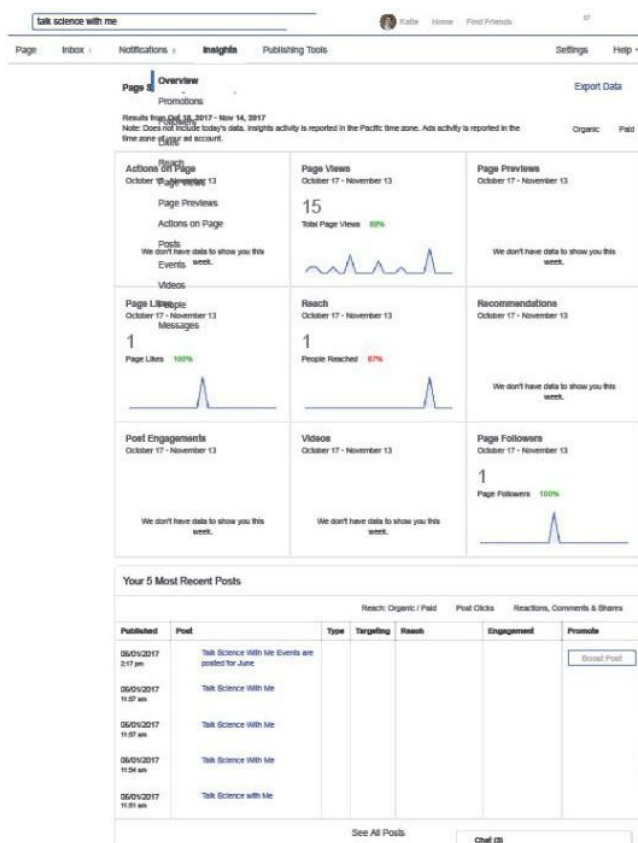 talk science with me
Katie Home Find Friends 57
Page Inbox Notifications Insights Publishing Tools Settings Help
Overview
Page Export Data
Promotions
Results from Oct 18, 2017 - Nov 14, 2017
Followers
Note: Does not include today's data. Insights activity is reported in the Pacific time zone. Ads activity is reported in the
time zone of your ad account.
Organic Paid
Likes
Reach
Page Views
Page Previews
Actions on Page
Posts
Events
Videos
People
Messages
Actions on Page
October 17 - November 13
We don't have data to show you this
week.
Page Views
October 17 - November 13
15
Total Page Views 69%
Page Previews
October 17 - November 13
We don't have data to show you this
week.
Page Likes
October 17 - November 13
1
Page Likes 100%
Reach
October 17 - November 13
1
People Reached 67%
Recommendations
October 17 - November 13
We don't have data to show you this
week.
Post Engagements
October 17 - November 13
We don't have data to show you this
week.
Videos
October 17 - November 13
We don't have data to show you this
week.
Page Followers
October 17 - November 13
1
Page Followers 100%
Your 5 Most Recent Posts
Reach: Organic / Paid Post Clicks Reactions, Comments & Shares
Published Post Type Targeting Reach Engagement Promote
06/01/2017 Talk Science With Me Events are
2:17 pm posted for June
Boost Post
05/01/2017 Talk Science With Me
11:57 am
05/01/2017 Talk Science With Me
11:57 am
05/01/2017 Talk Science With Me
11:54 am
05/01/2017 Talk Science with Me
11:51 am
See All Posts
Chat (3)